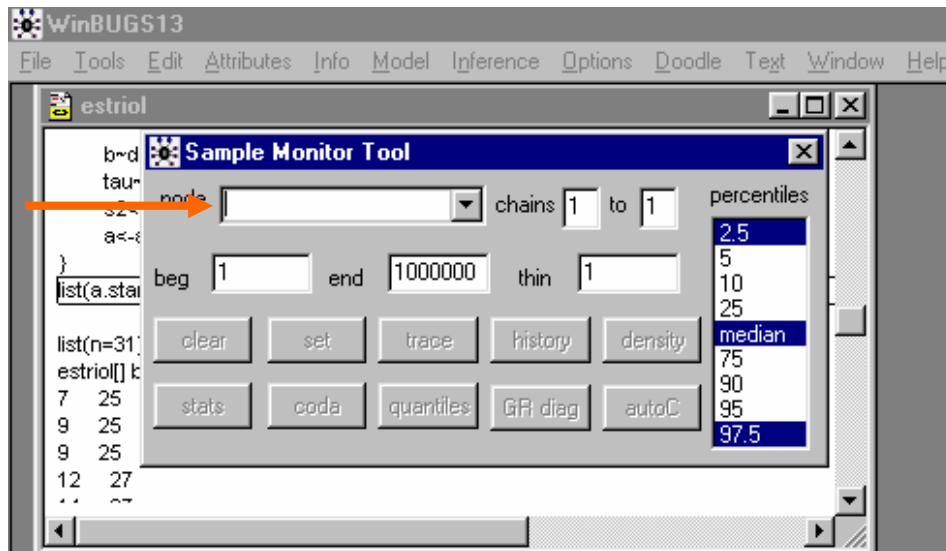 WinBUGS13
File Tools Edit Attributes Info Model Inference Options Doodle Text Window Help
estriol
Sample Monitor Tool
node chains 1 to 1 percentiles
beg 1 end 1000000 thin 1
clear set trace history density
stats coda quantiles GR diag autoC
2.5
5
10
25
median
75
90
95
97.5
b~d
tau~
s2<
a<-a
}
list(a.star
list(n=31)
estriol[] b
7 25
9 25
9 25
12 27